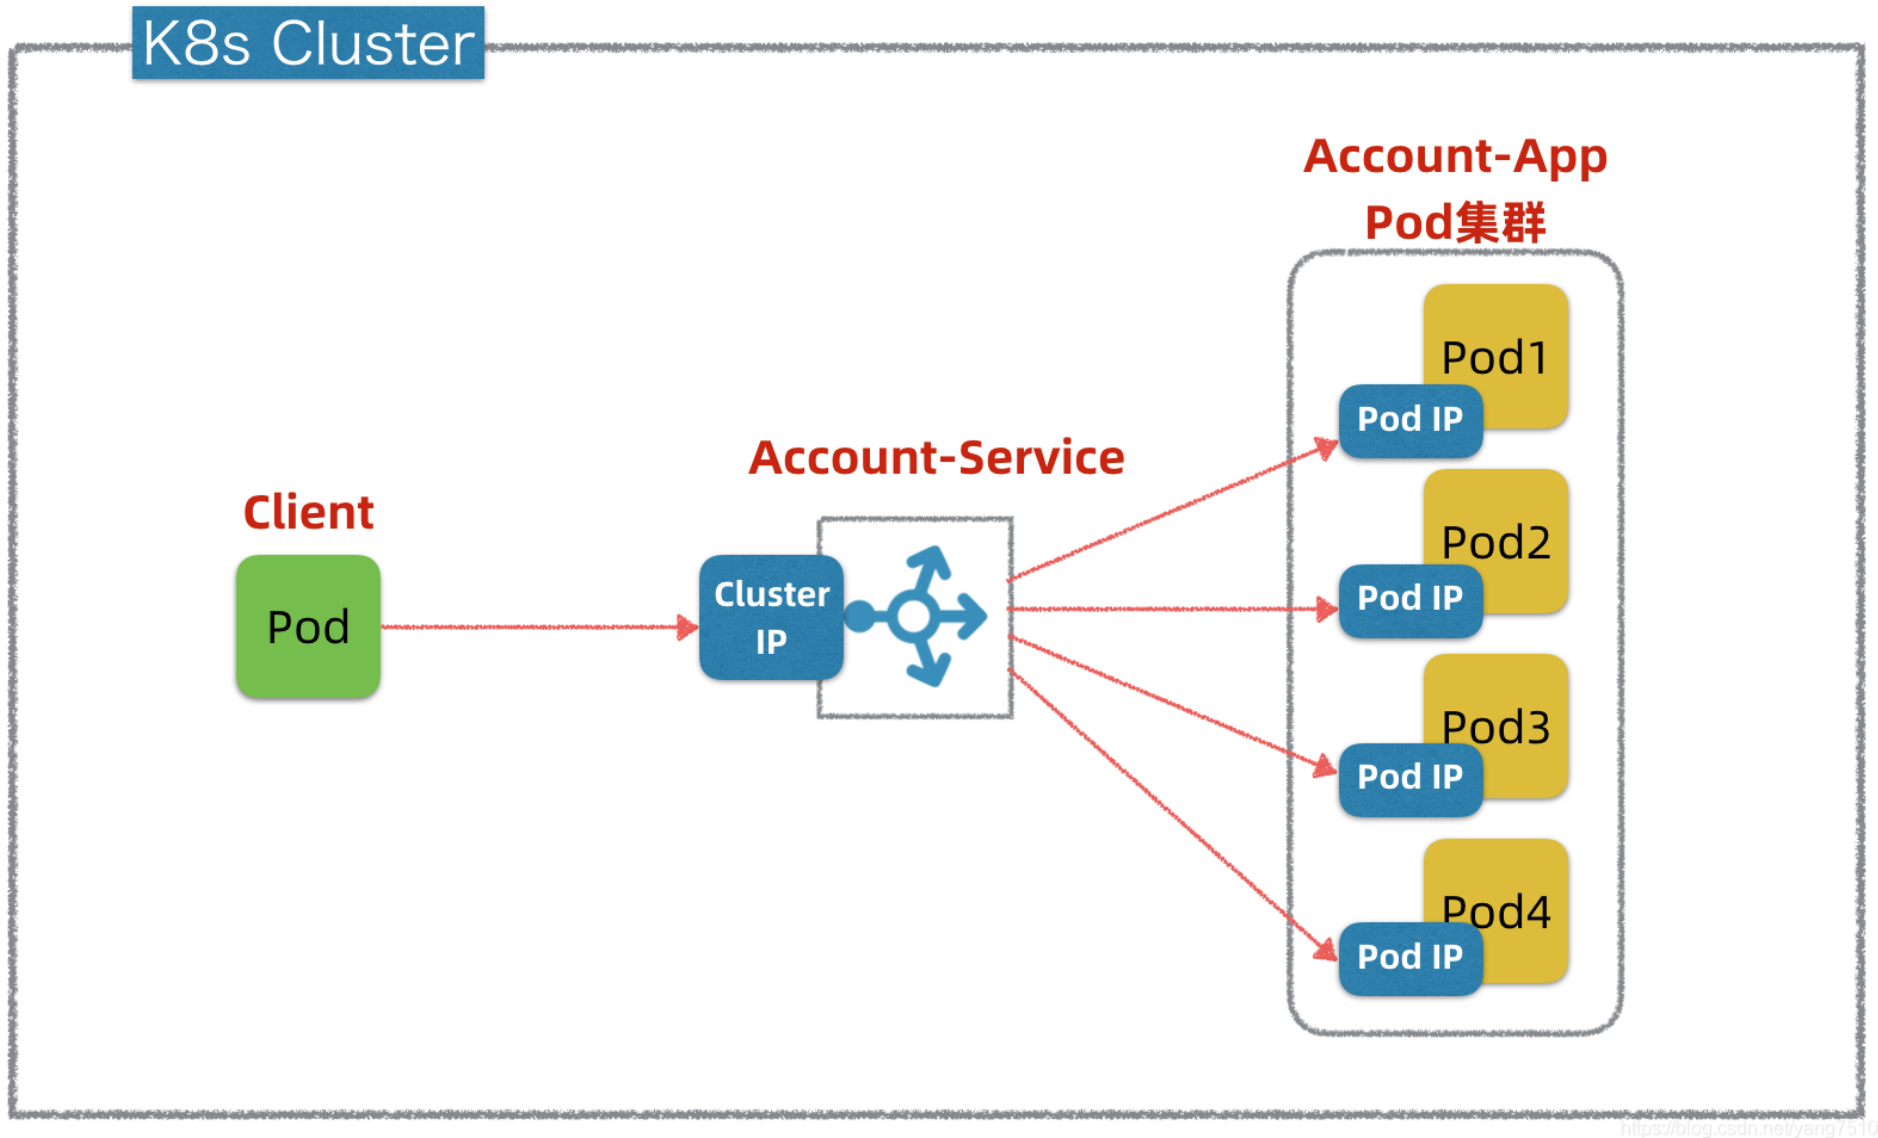 K8s Cluster
Account-App
Pod集群
Pod1
Pod IP
Account-Service
Pod2
Client
Cluster
IP
Pod IP
Pod
Pod3
Pod IP
Pod4
Pod IP
https://blog.csdn.net/yang7510